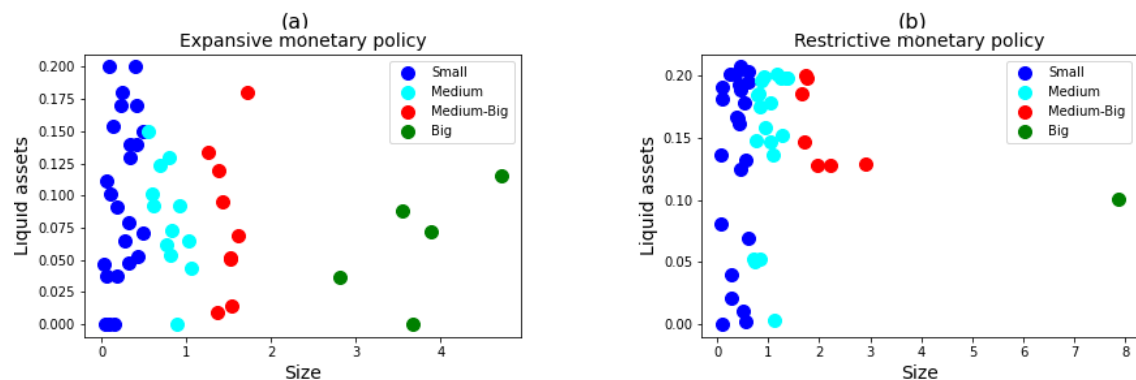 (a)
Expansive monetary policy
Liquid assets
0.200
0.175
0.150
0.125
0.100
0.075
0.050
0.025
0.000
Small
Medium
Medium-Big
Big
0 1 2 3 4
Size
(b)
Restrictive monetary policy
Liquid assets
0.20
0.15
0.10
0.05
0.00
Small
Medium
Medium-Big
Big
0 1 2 3 4 5 6 7 8
Size